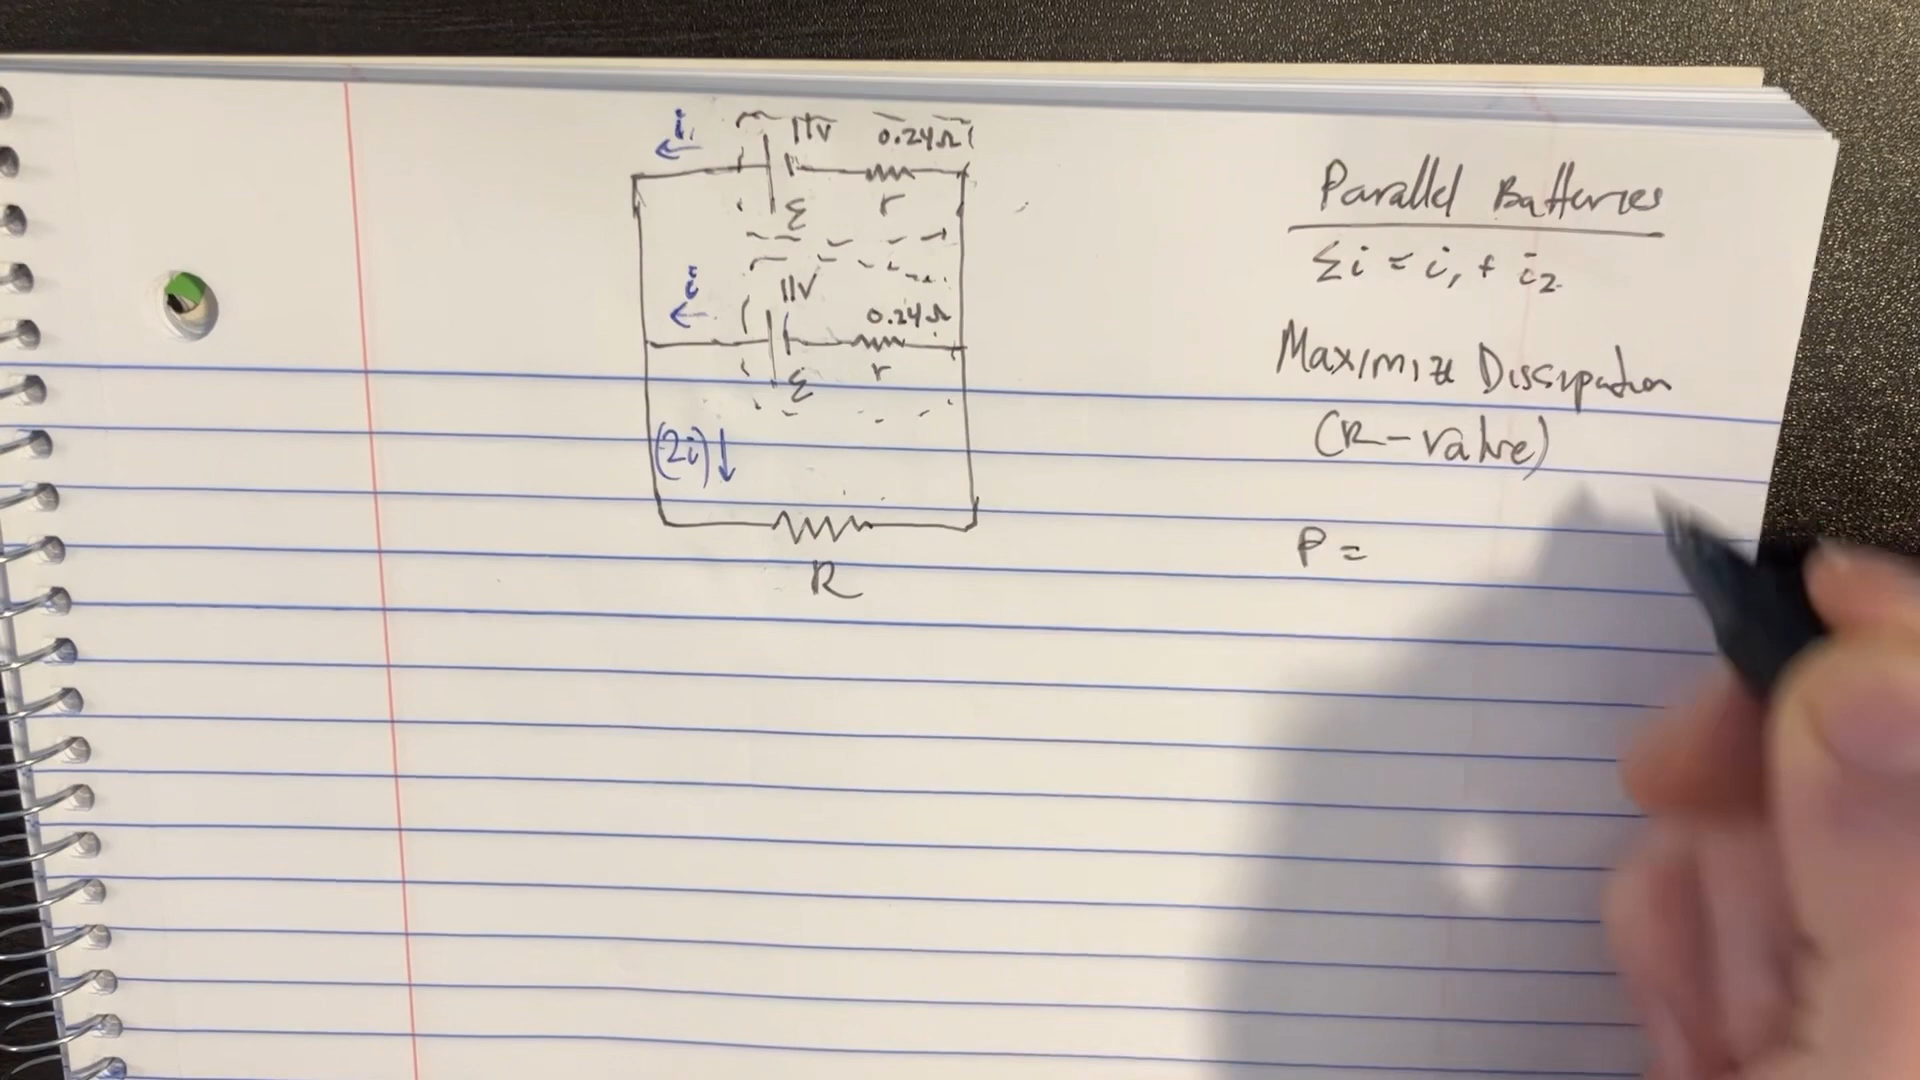 i₁ 11V 0.24Ω
ε r
i 11V 0.24Ω
ε r
(2i)
R
Parallel Batteries
Σi = i₁ + i₂
Maximize Dissipation
(R-value)
P =